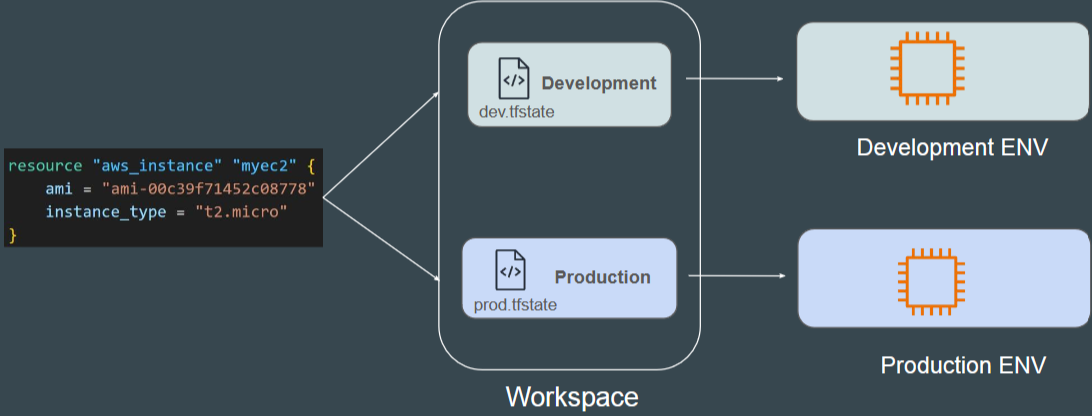 resource "aws_instance" "myec2" {
    ami = "ami-00c39f71452c08778"
    instance_type = "t2.micro"
}
</> Development
dev.tfstate
</> Production
prod.tfstate
Workspace
Development ENV
Production ENV